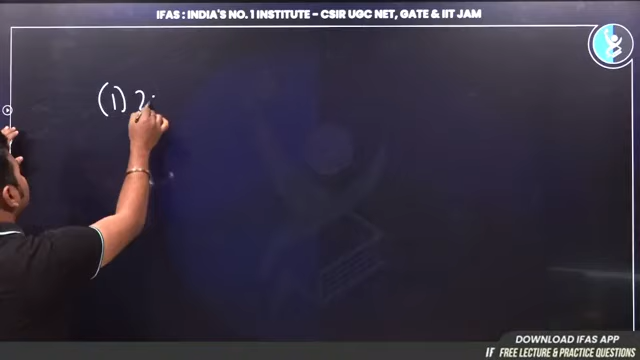 IFAS : INDIA'S NO. 1 INSTITUTE – CSIR UGC NET, GATE & IIT JAM
(1) 2
DOWNLOAD IFAS APP
FREE LECTURE & PRACTICE QUESTIONS